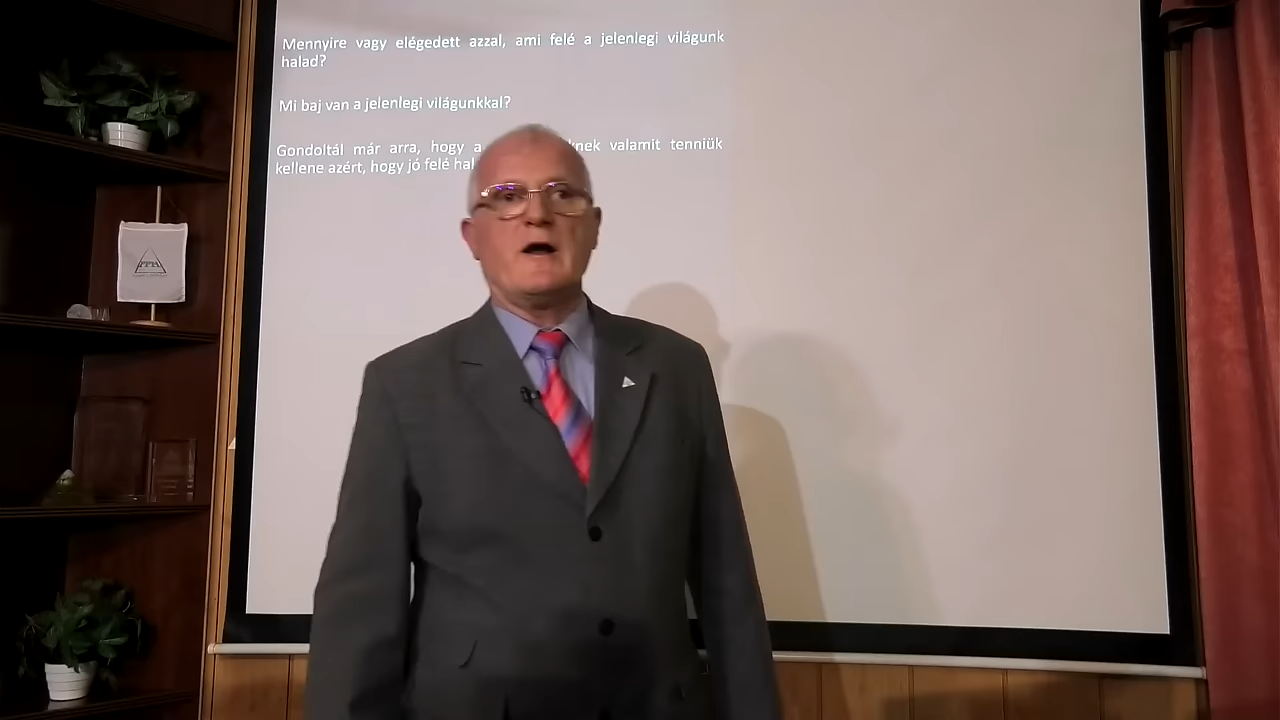 Mennyire vagy elégedett azzal, ami felé a jelenlegi világunk
halad?
Mi baj van a jelenlegi világunkkal?
Gondoltál már arra, hogy a knek valamit tenniük
kellene azért, hogy jó felé hal